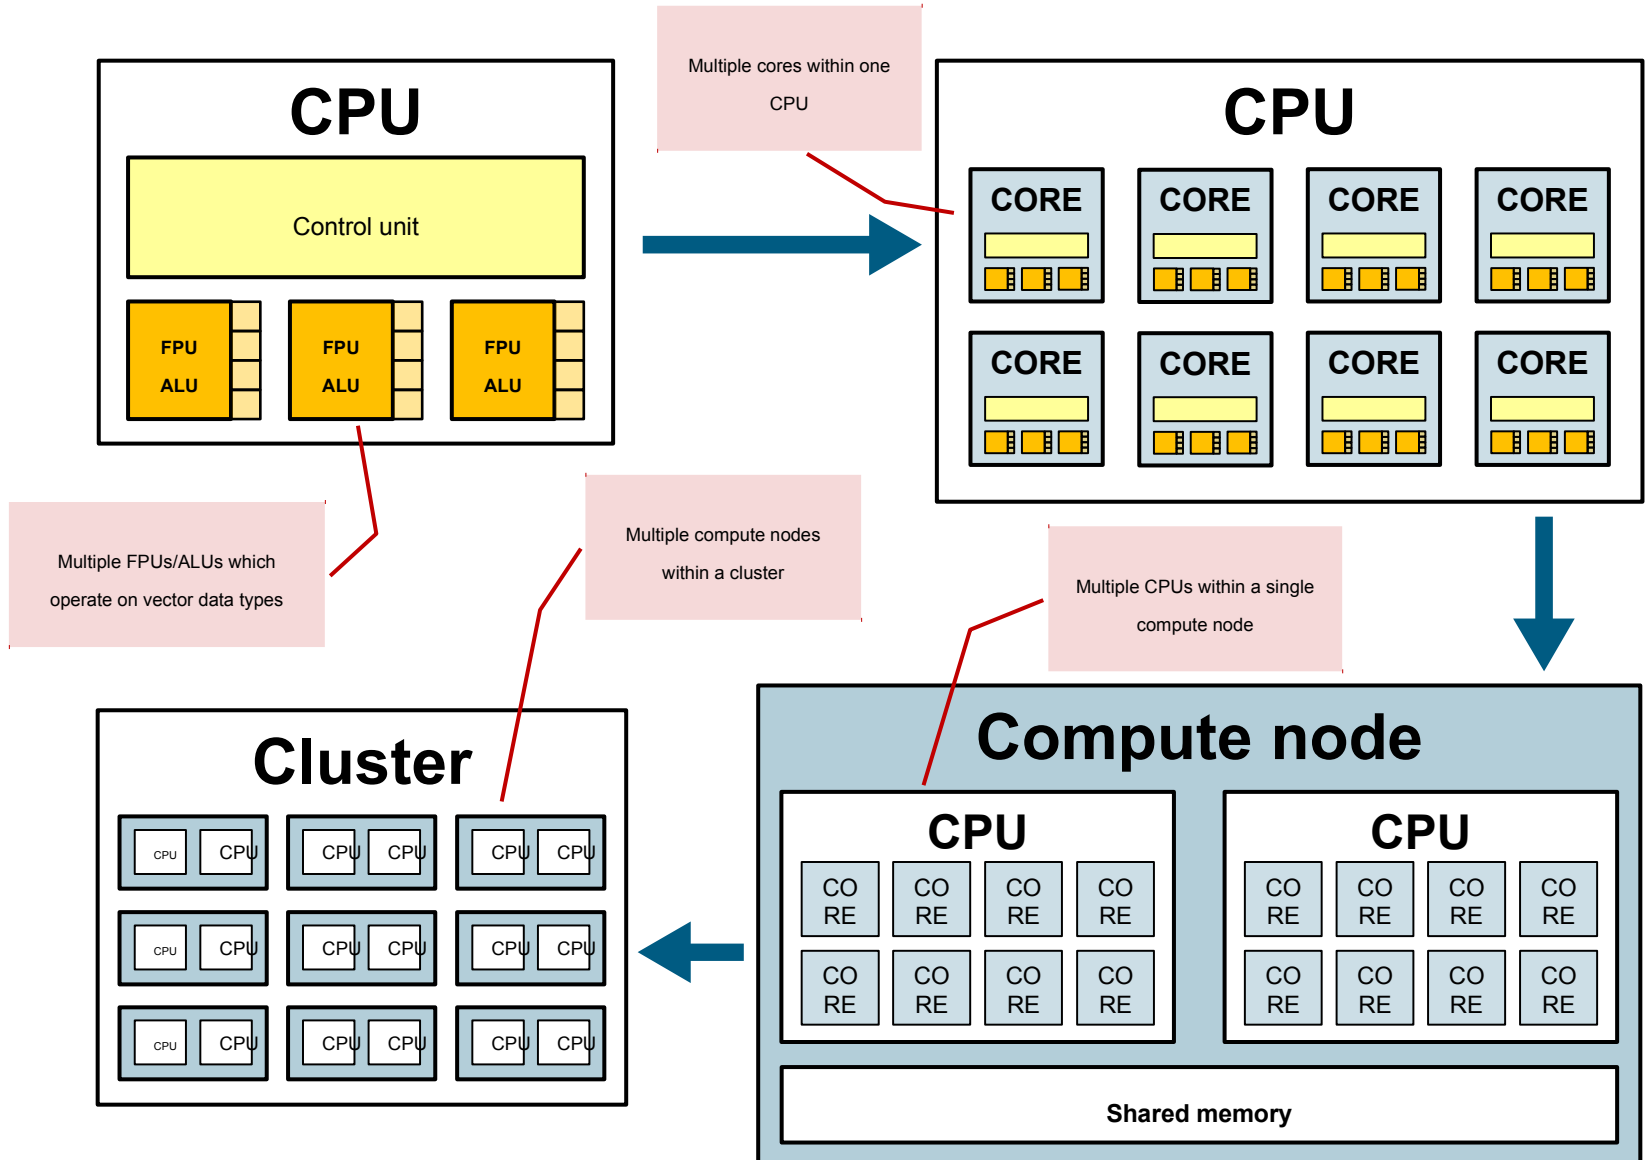 CPU
Control unit
FPU
ALU
FPU
ALU
FPU
ALU
Multiple cores within one
CPU
CPU
CORE
CORE
CORE
CORE
CORE
CORE
CORE
CORE
Multiple FPUs/ALUs which
operate on vector data types
Multiple compute nodes
within a cluster
Multiple CPUs within a single
compute node
Cluster
CPU CPU
CPU CPU
CPU CPU
CPU CPU
CPU CPU
CPU CPU
CPU CPU
CPU CPU
CPU CPU
Compute node
CPU
CO
RE
CO
RE
CO
RE
CO
RE
CO
RE
CO
RE
CO
RE
CO
RE
CPU
CO
RE
CO
RE
CO
RE
CO
RE
CO
RE
CO
RE
CO
RE
CO
RE
Shared memory